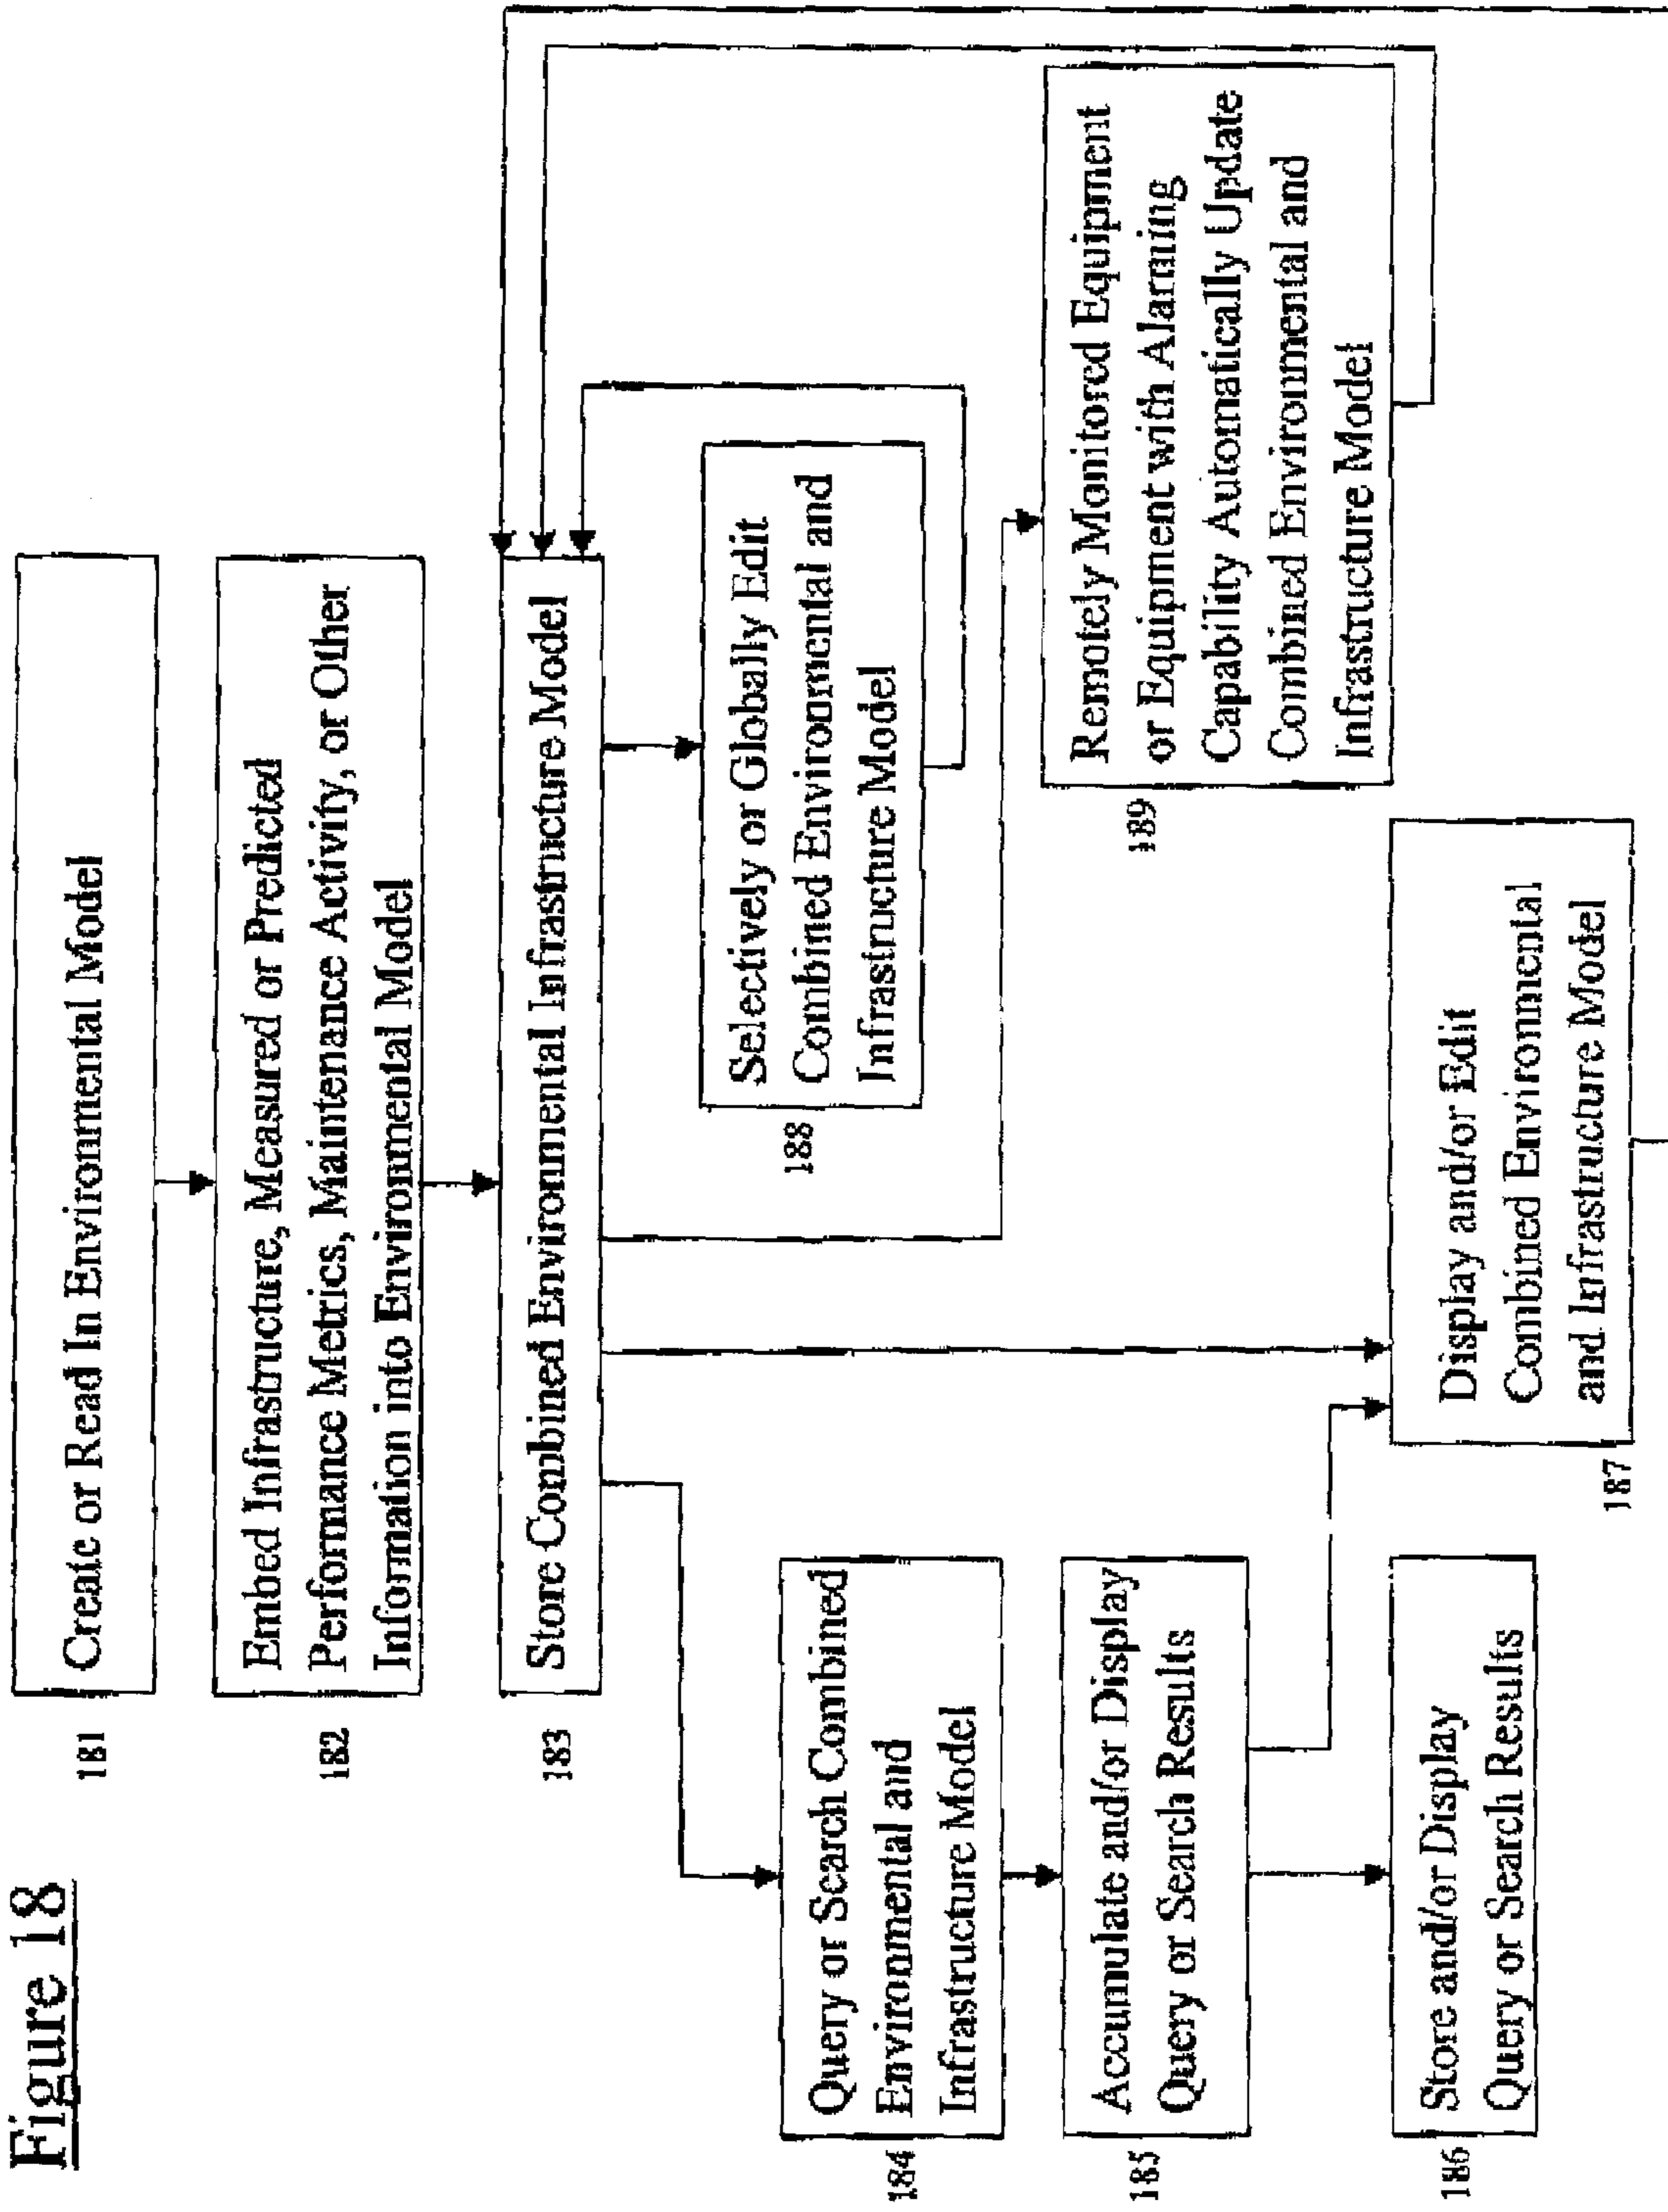 Figure 18
181
Create or Read In Environmental Model
182
Embed Infrastructure, Measured or Predicted
Performance Metrics, Maintenance Activity, or Other
Information into Environmental Model
183
Store Combined Environmental Infrastructure Model
184
Query or Search Combined
Environmental and
Infrastructure Model
185
Accumulate and/or Display
Query or Search Results
186
Store and/or Display
Query or Search Results
187
Display and/or Edit
Combined Environmental
and Infrastructure Model
188
Selectively or Globally Edit
Combined Environmental and
Infrastructure Model
189
Remotely Monitored Equipment
or Equipment with Alarming
Capability Automatically Update
Combined Environmental and
Infrastructure Model